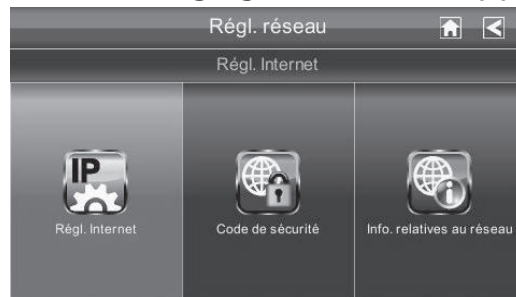 Régl. réseau
Régl. Internet
IP
Régl. Internet
Code de sécurité
Info. relatives au réseau